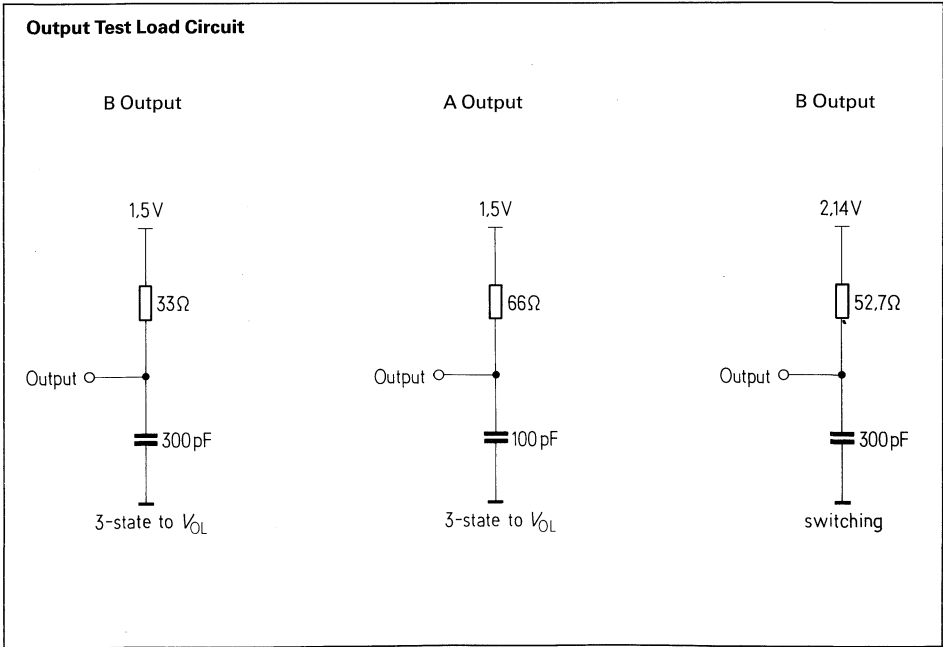 Output Test Load Circuit
B Output
A Output
B Output
1,5V
1,5V
2,14V
33Ω
66Ω
52,7Ω
Output
Output
Output
300pF
100pF
300pF
3-state to VOL
3-state to VOL
switching